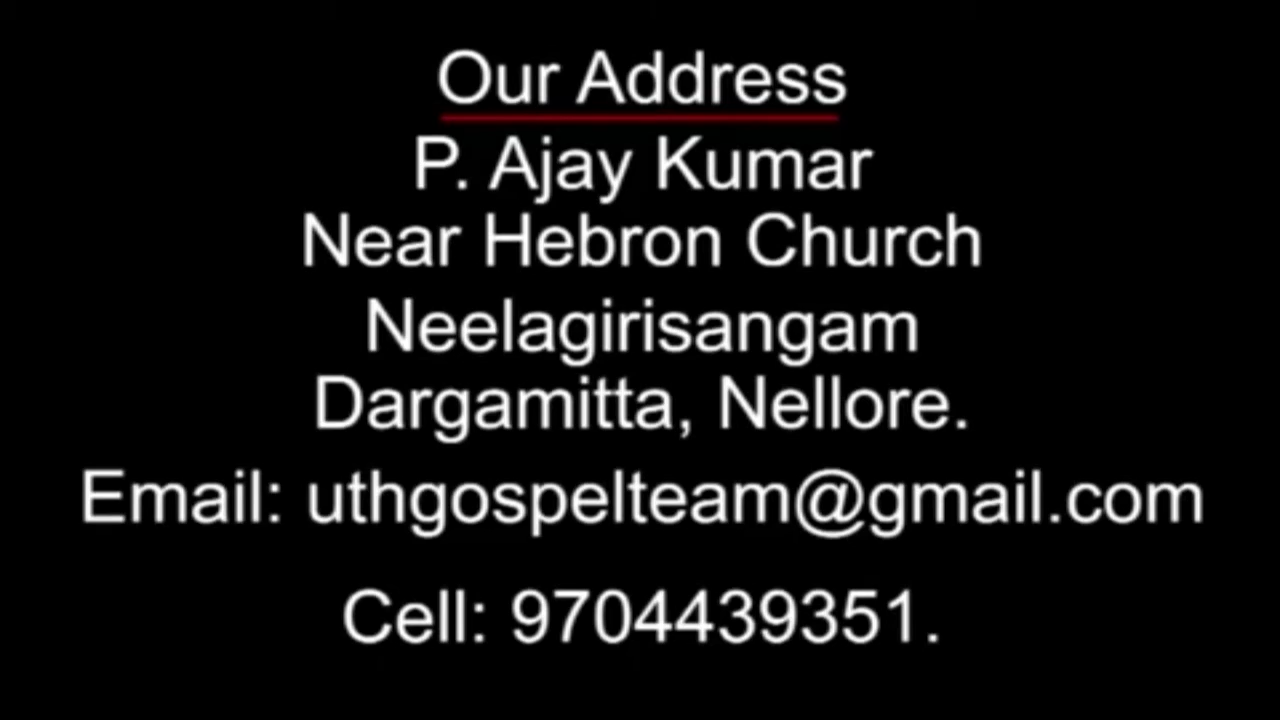 Our Address
P. Ajay Kumar
Near Hebron Church
Neelagirisangam
Dargamitta, Nellore.
Email: uthgospelteam@gmail.com
Cell: 9704439351.